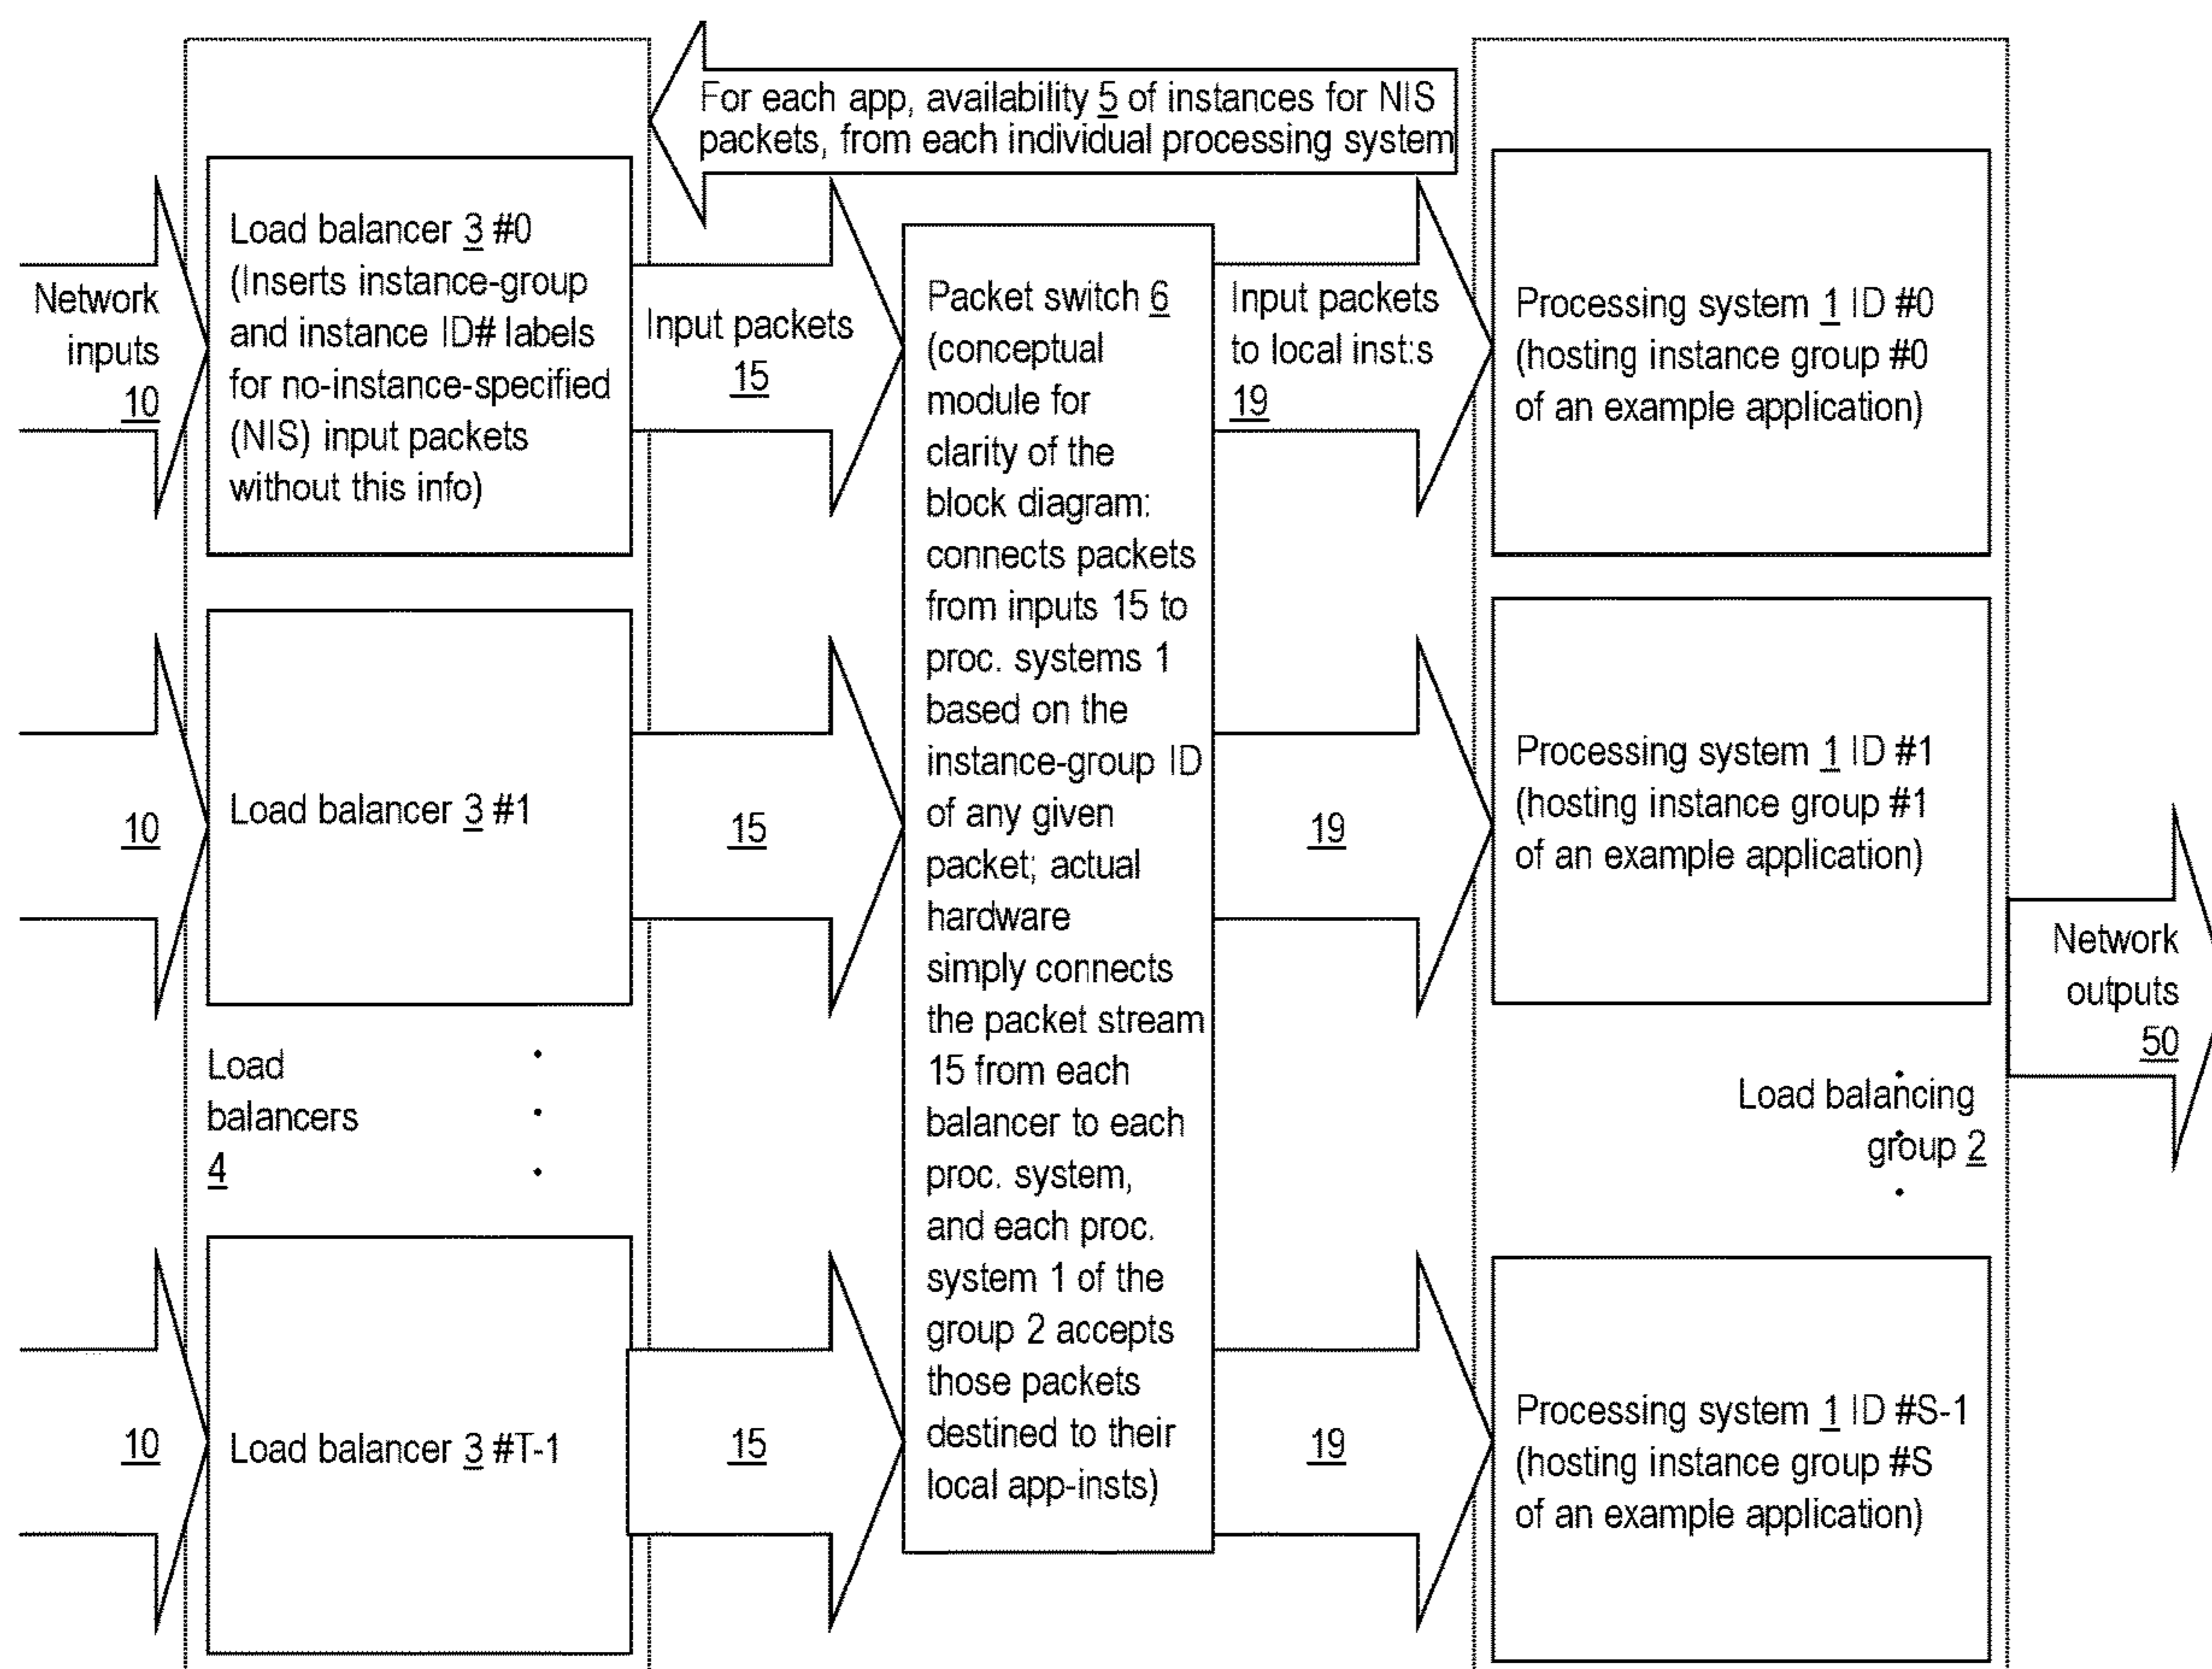 For each app, availability 5 of instances for NIS
packets, from each individual processing system
Network
inputs
10
Load balancer 3 #0
(Inserts instance-group
and instance ID# labels
for no-instance-specified
(NIS) input packets
without this info)
Input packets
15
Packet switch 6
(conceptual
module for
clarity of the
block diagram:
connects packets
from inputs 15 to
proc. systems 1
based on the
instance-group ID
of any given
packet; actual
hardware
simply connects
the packet stream
15 from each
balancer to each
proc. system,
and each proc.
system 1 of the
group 2 accepts
those packets
destined to their
local app-insts)
Input packets
to local inst:s
19
Processing system 1 ID #0
(hosting instance group #0
of an example application)
10
Load balancer 3 #1
15
19
Processing system 1 ID #1
(hosting instance group #1
of an example application)
Network
outputs
50
Load
balancers
4
Load balancing
group 2
10
Load balancer 3 #T-1
15
19
Processing system 1 ID #S-1
(hosting instance group #S
of an example application)